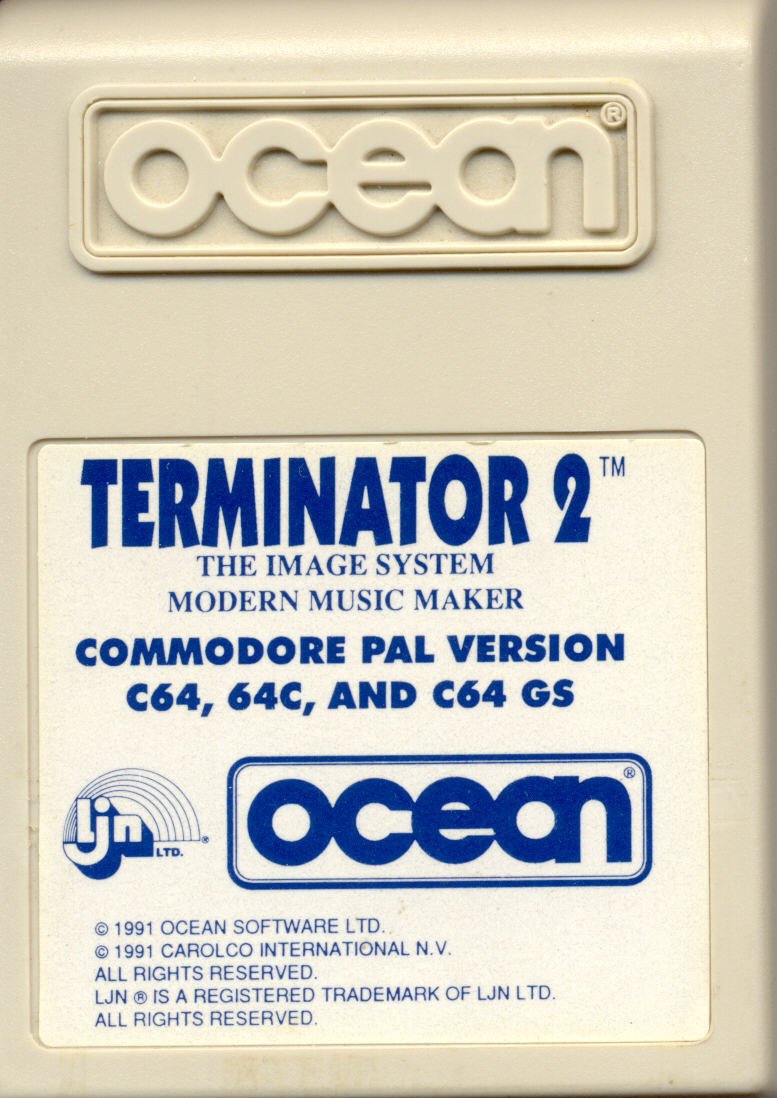 ocean®
TERMINATOR 2™
THE IMAGE SYSTEM
MODERN MUSIC MAKER
COMMODORE PAL VERSION
C64, 64C, AND C64 GS
ljn LTD.®
ocean®
© 1991 OCEAN SOFTWARE LTD.
© 1991 CAROLCO INTERNATIONAL N.V.
ALL RIGHTS RESERVED.
LJN ® IS A REGISTERED TRADEMARK OF LJN LTD.
ALL RIGHTS RESERVED.